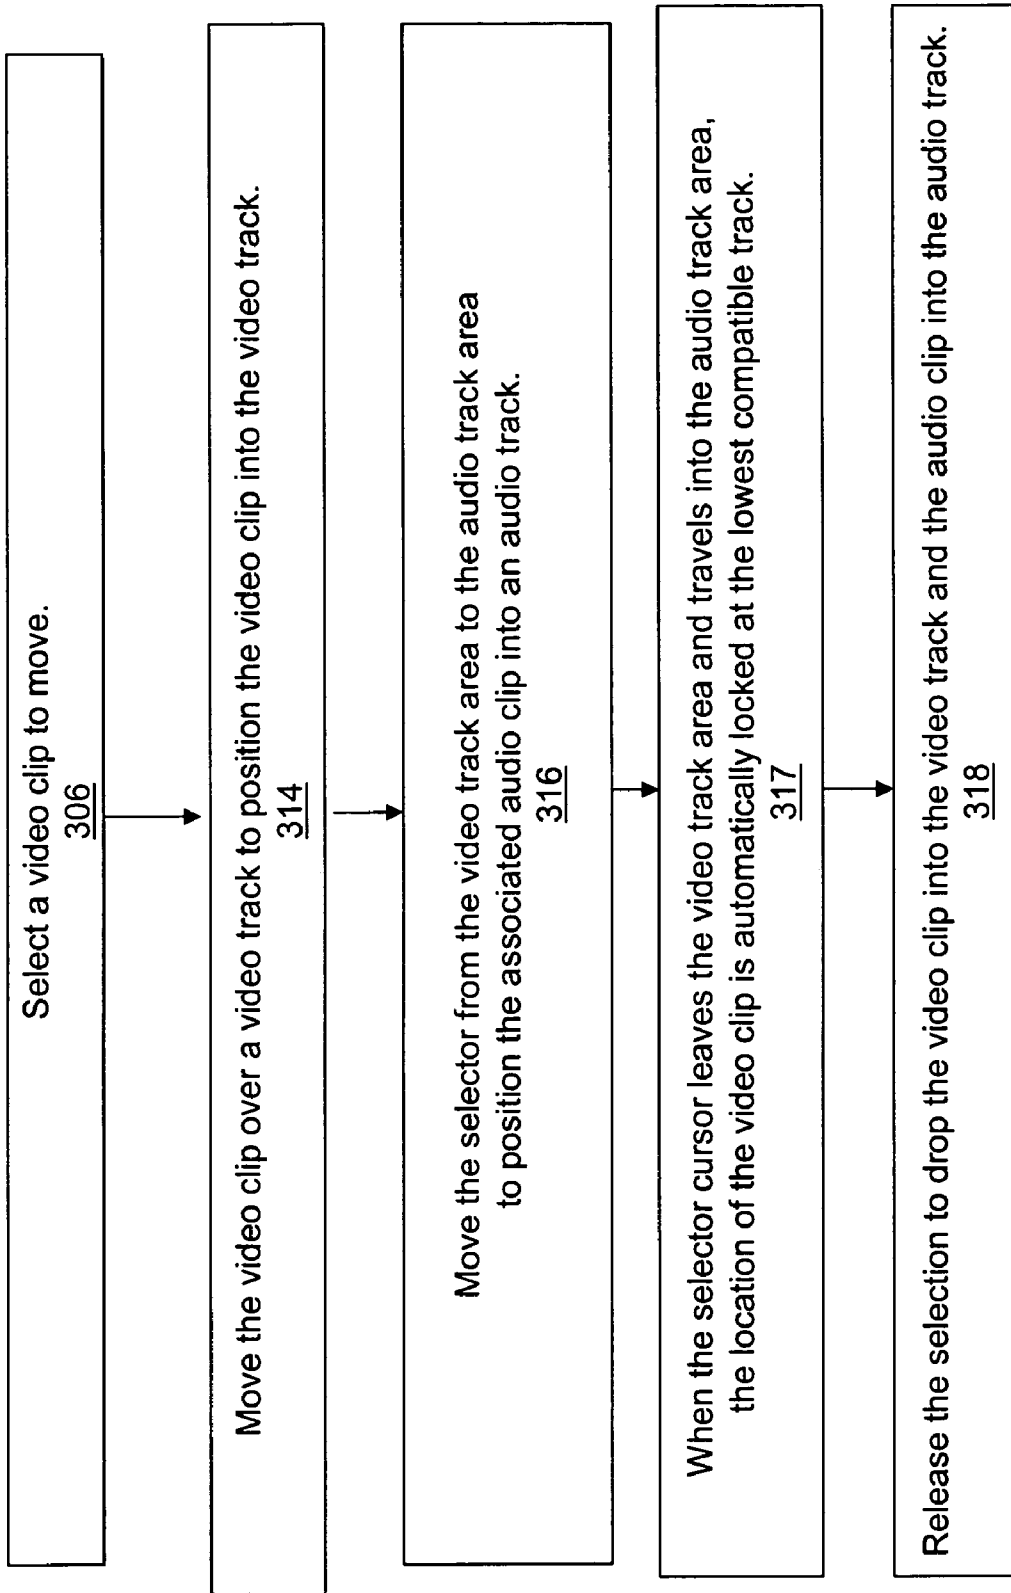 Select a video clip to move.
306
Move the video clip over a video track to position the video clip into the video track.
314
Move the selector from the video track area to the audio track area
to position the associated audio clip into an audio track.
316
When the selector cursor leaves the video track area and travels into the audio track area,
the location of the video clip is automatically locked at the lowest compatible track.
317
Release the selection to drop the video clip into the video track and the audio clip into the audio track.
318